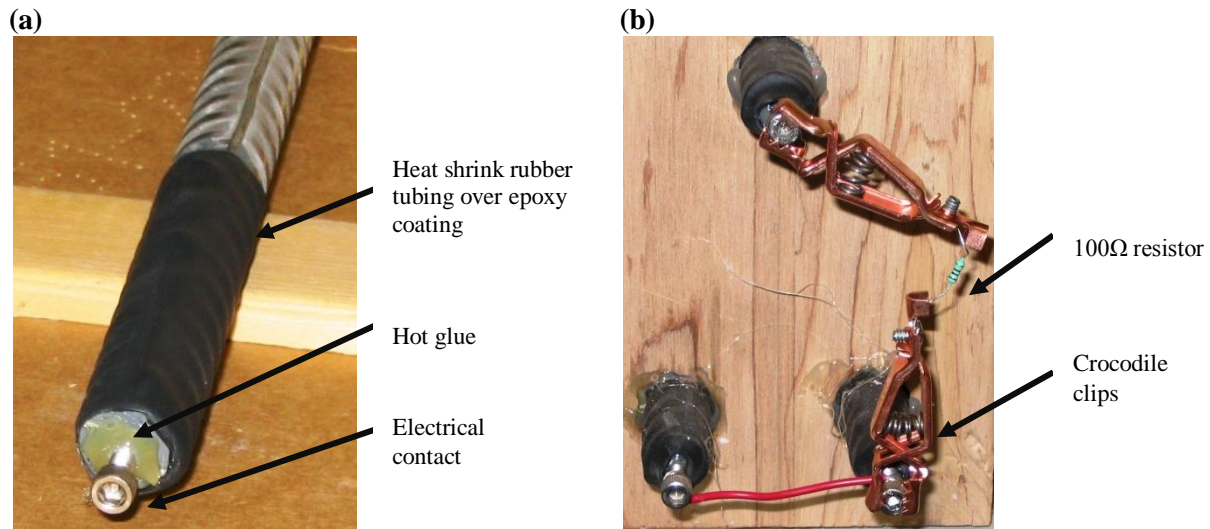 (a)
Heat shrink rubber
tubing over epoxy
coating
Hot glue
Electrical
contact
(b)
100Ω resistor
Crocodile
clips